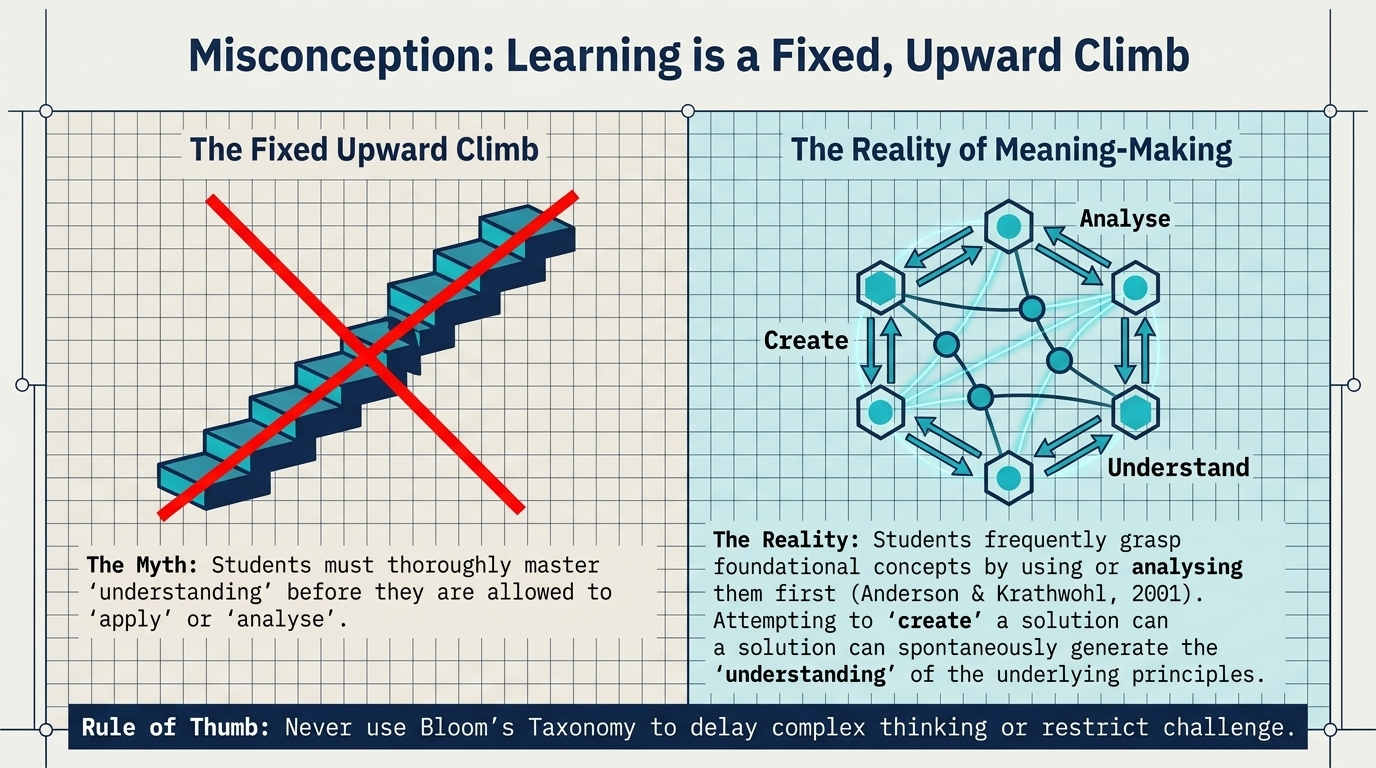 Misconception: Learning is a Fixed, Upward Climb
The Fixed Upward Climb
The Myth: Students must thoroughly master
‘understanding’ before they are allowed to
‘apply’ or ‘analyse’.
The Reality of Meaning-Making
Analyse
Create
Understand
The Reality: Students frequently grasp
foundational concepts by using or analysing
them first (Anderson & Krathwohl, 2001).
Attempting to ‘create’ a solution can
a solution can spontaneously generate the
‘understanding’ of the underlying principles.
Rule of Thumb: Never use Bloom’s Taxonomy to delay complex thinking or restrict challenge.